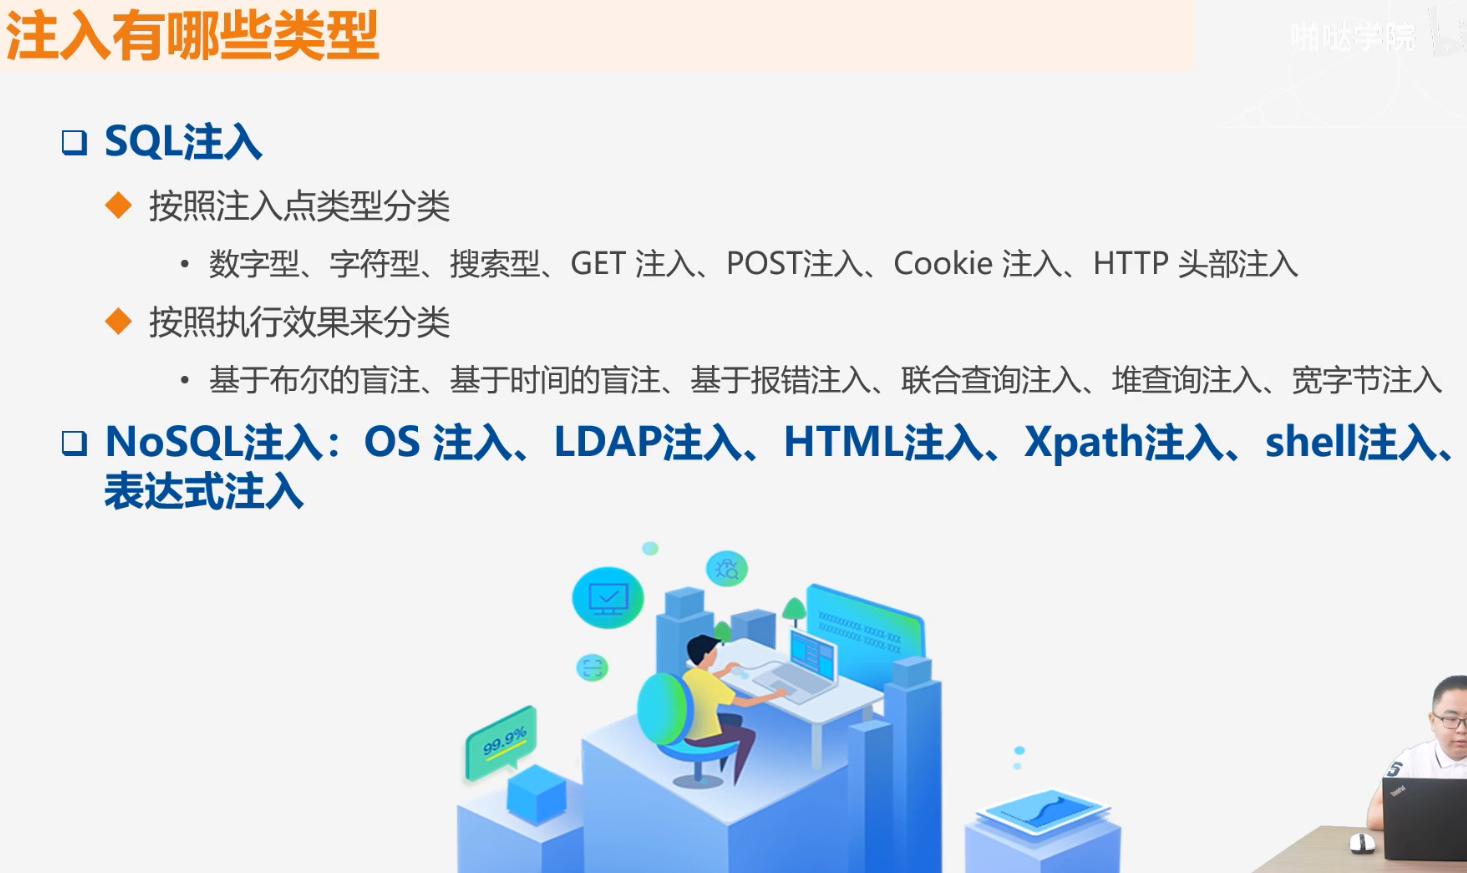 注入有哪些类型
啪哒学院
SQL注入
按照注入点类型分类
数字型、字符型、搜索型、GET 注入、POST注入、Cookie 注入、HTTP 头部注入
按照执行效果来分类
基于布尔的盲注、基于时间的盲注、基于报错注入、联合查询注入、堆查询注入、宽字节注入
NoSQL注入：OS 注入、LDAP注入、HTML注入、Xpath注入、shell注入、
表达式注入
99.9%
ThinkPad